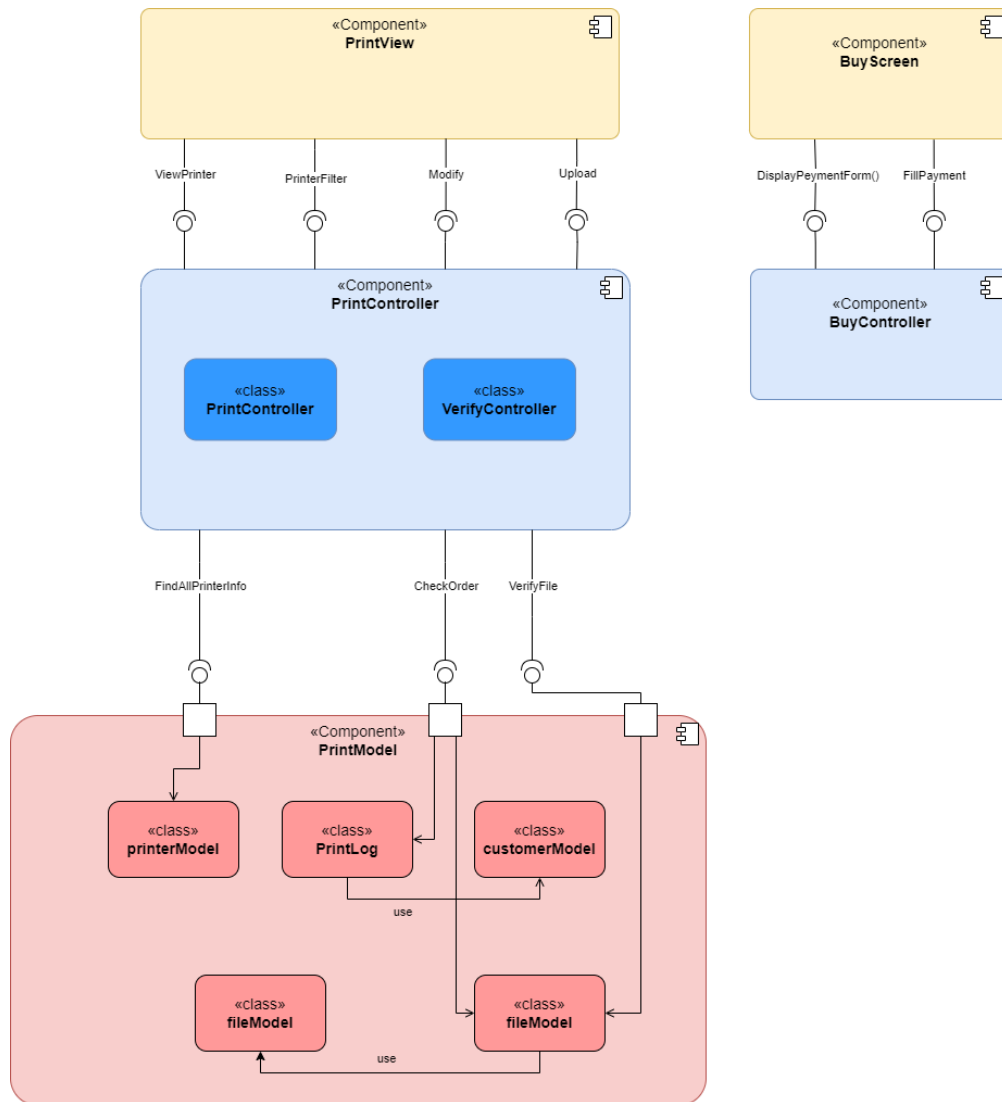 «Component»
PrintView
«Component»
BuyScreen
ViewPrinter
PrinterFilter
Modify
Upload
DisplayPeymentForm()
FillPayment
«Component»
PrintController
«Component»
BuyController
«class»
PrintController
«class»
VerifyController
FindAllPrinterInfo
CheckOrder
VerifyFile
«Component»
PrintModel
«class»
printerModel
«class»
PrintLog
«class»
customerModel
use
«class»
fileModel
«class»
fileModel
use